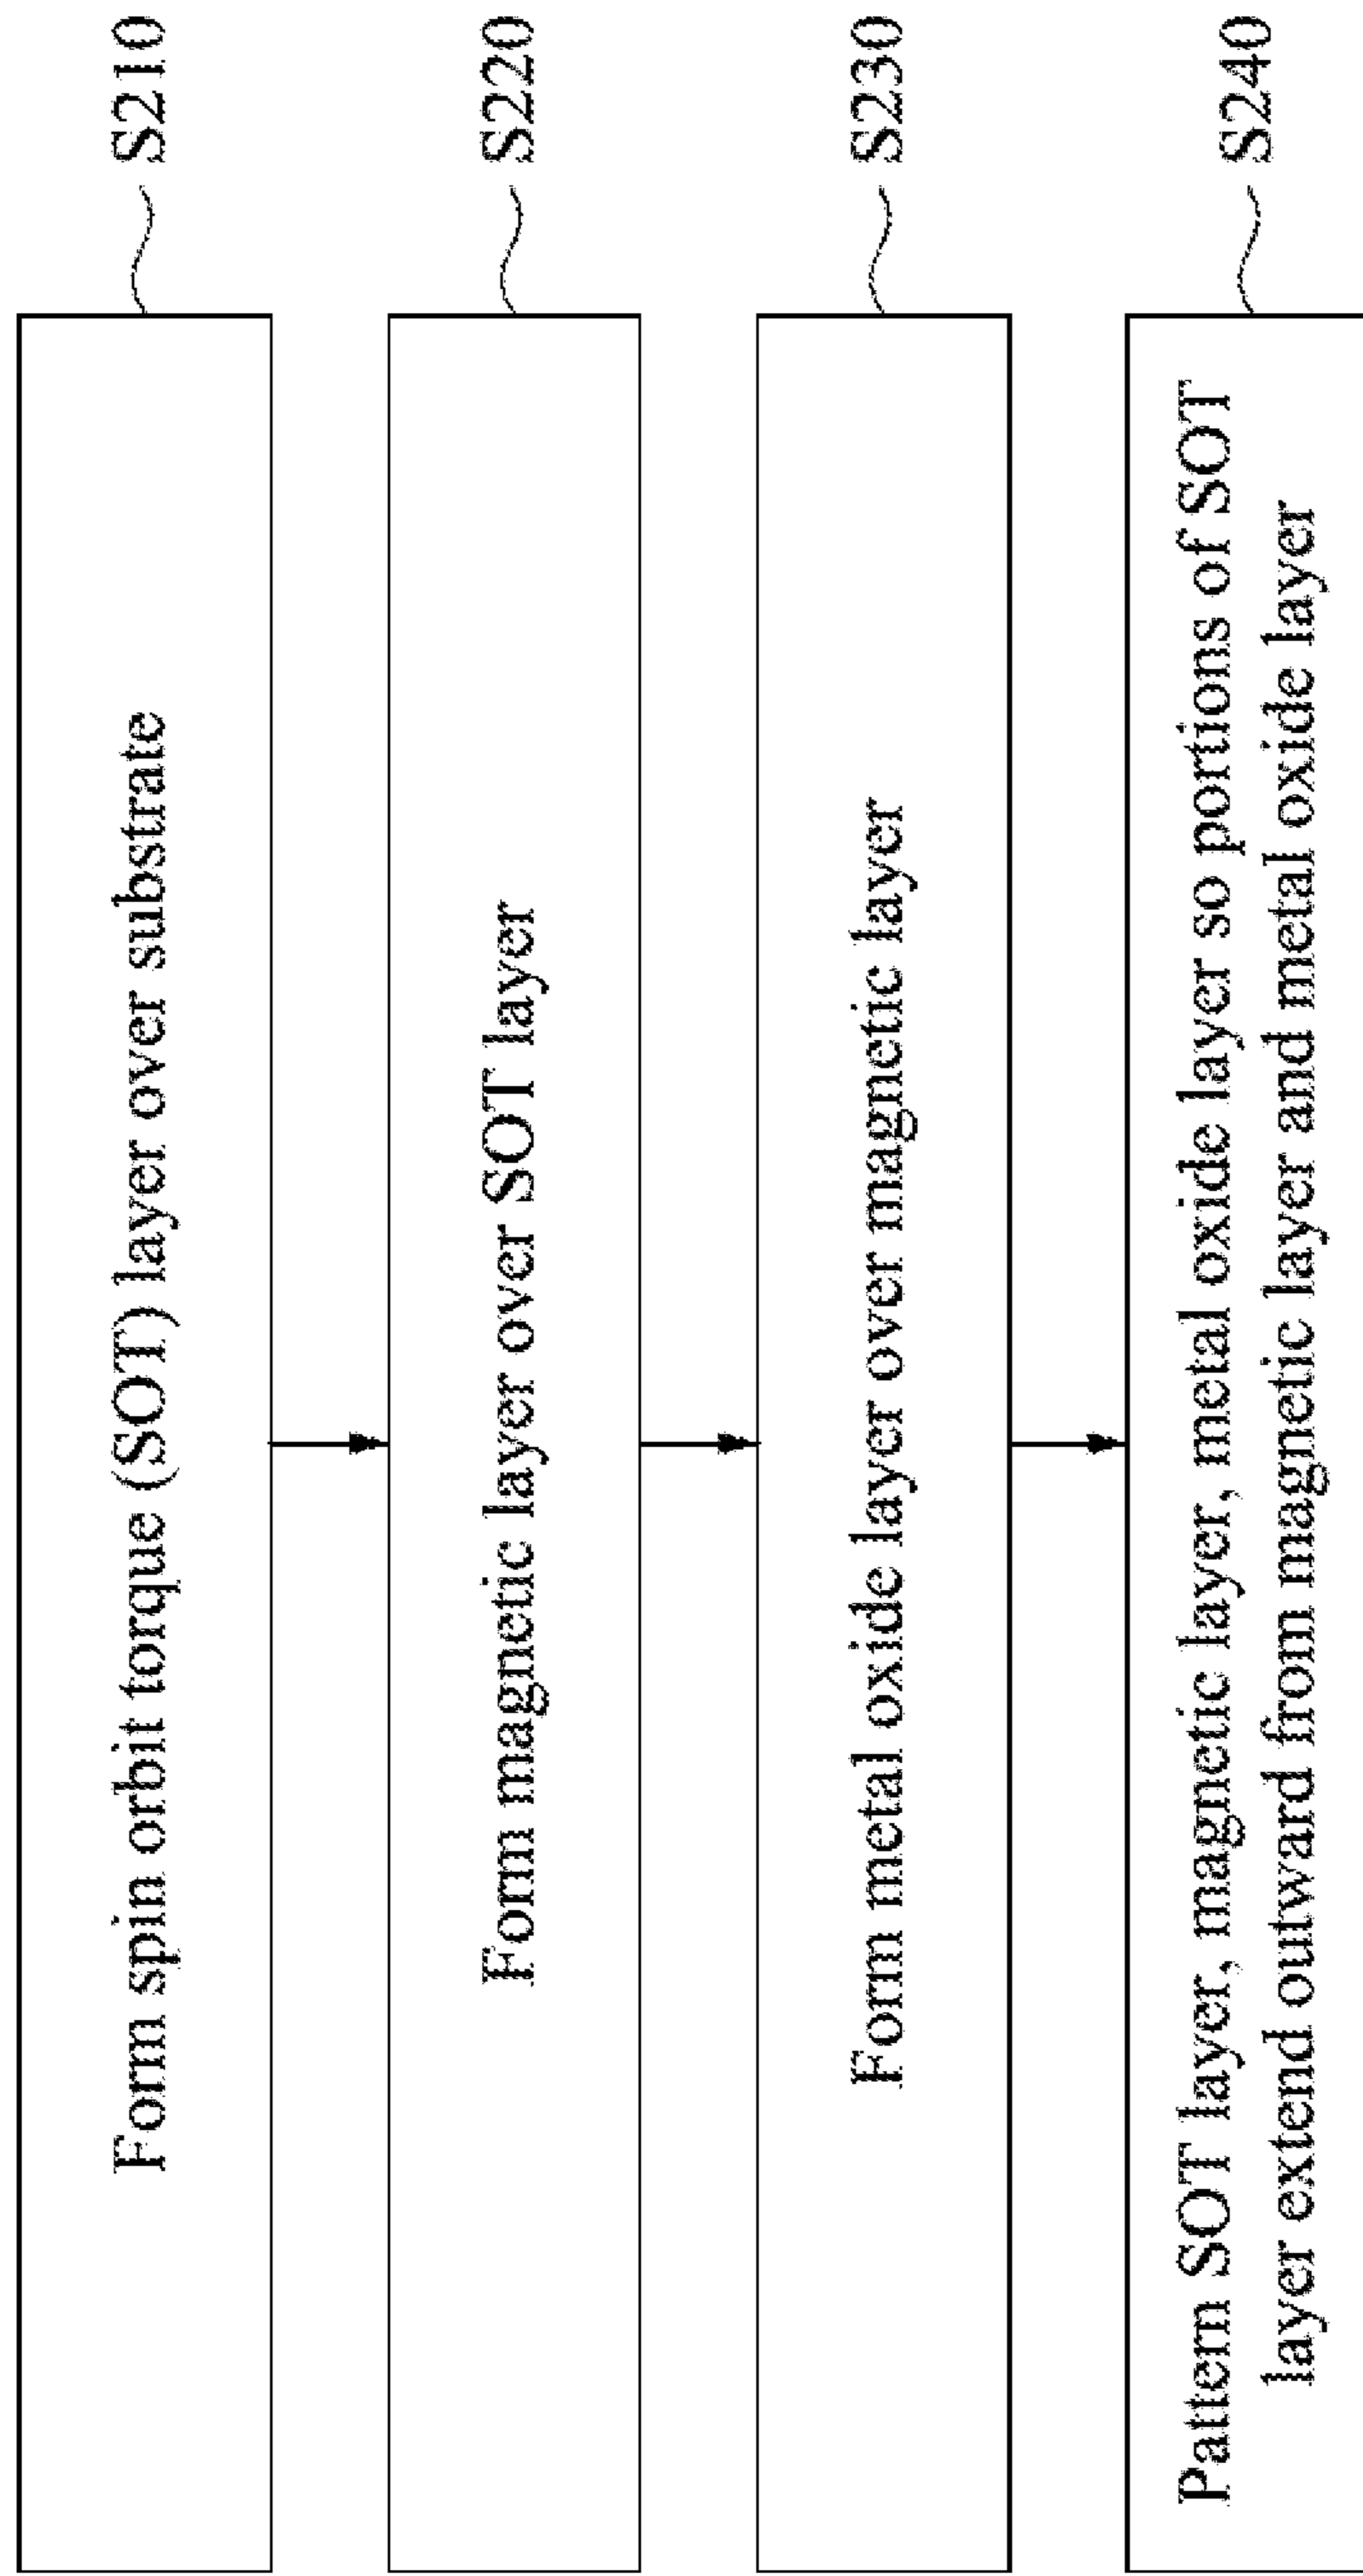 Form spin orbit torque (SOT) layer over substrate
S210
Form magnetic layer over SOT layer
S220
Form metal oxide layer over magnetic layer
S230
Pattern SOT layer, magnetic layer, metal oxide layer so portions of SOT
layer extend outward from magnetic layer and metal oxide layer
S240